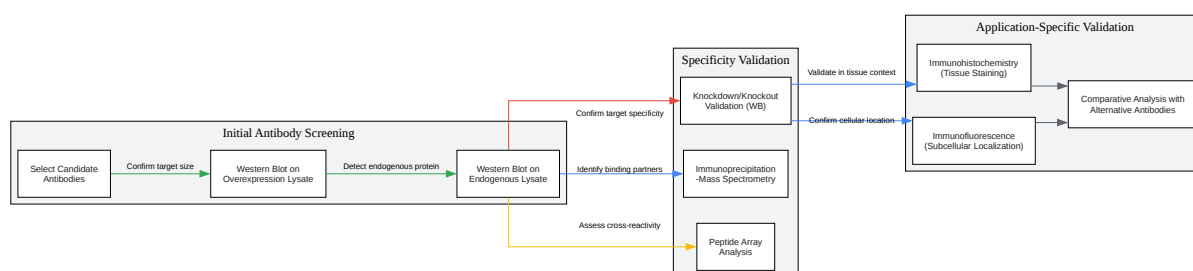 Application-Specific Validation
Specificity Validation
Immunohistochemistry
(Tissue Staining)
Validate in tissue context
Knockdown/Knockout
Validation (WB)
Comparative Analysis with
Alternative Antibodies
Confirm target specificity
Confirm cellular location
Immunofluorescence
(Subcellular Localization)
Initial Antibody Screening
Select Candidate
Antibodies
Confirm target size
Western Blot on
Overexpression Lysate
Detect endogenous protein
Western Blot on
Endogenous Lysate
Identify binding partners
Immunoprecipitation
-Mass Spectrometry
Assess cross-reactivity
Peptide Array
Analysis